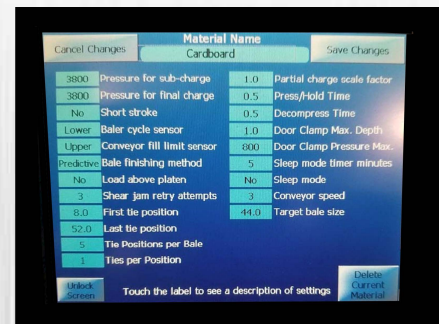 Material Name
Cancel Changes
Cardboard
Save Changes
3800 Pressure for sub-charge
3800 Pressure for final charge
No Short stroke
Lower Baler cycle sensor
Upper Conveyor fill limit sensor
Predictive Bale finishing method
No Load above platen
3 Shear jam retry attempts
8.0 First tie position
52.0 Last tie position
5 Tie Positions per Bale
1 Ties per Position
1.0 Partial charge scale factor
0.5 Press/Hold Time
0.5 Decompress Time
1.0 Door Clamp Max. Depth
800 Door Clamp Pressure Max.
5 Sleep mode timer minutes
No Sleep mode
3 Conveyor speed
44.0 Target bale size
Unlock
Screen
Touch the label to see a description of settings
Delete
Current
Material